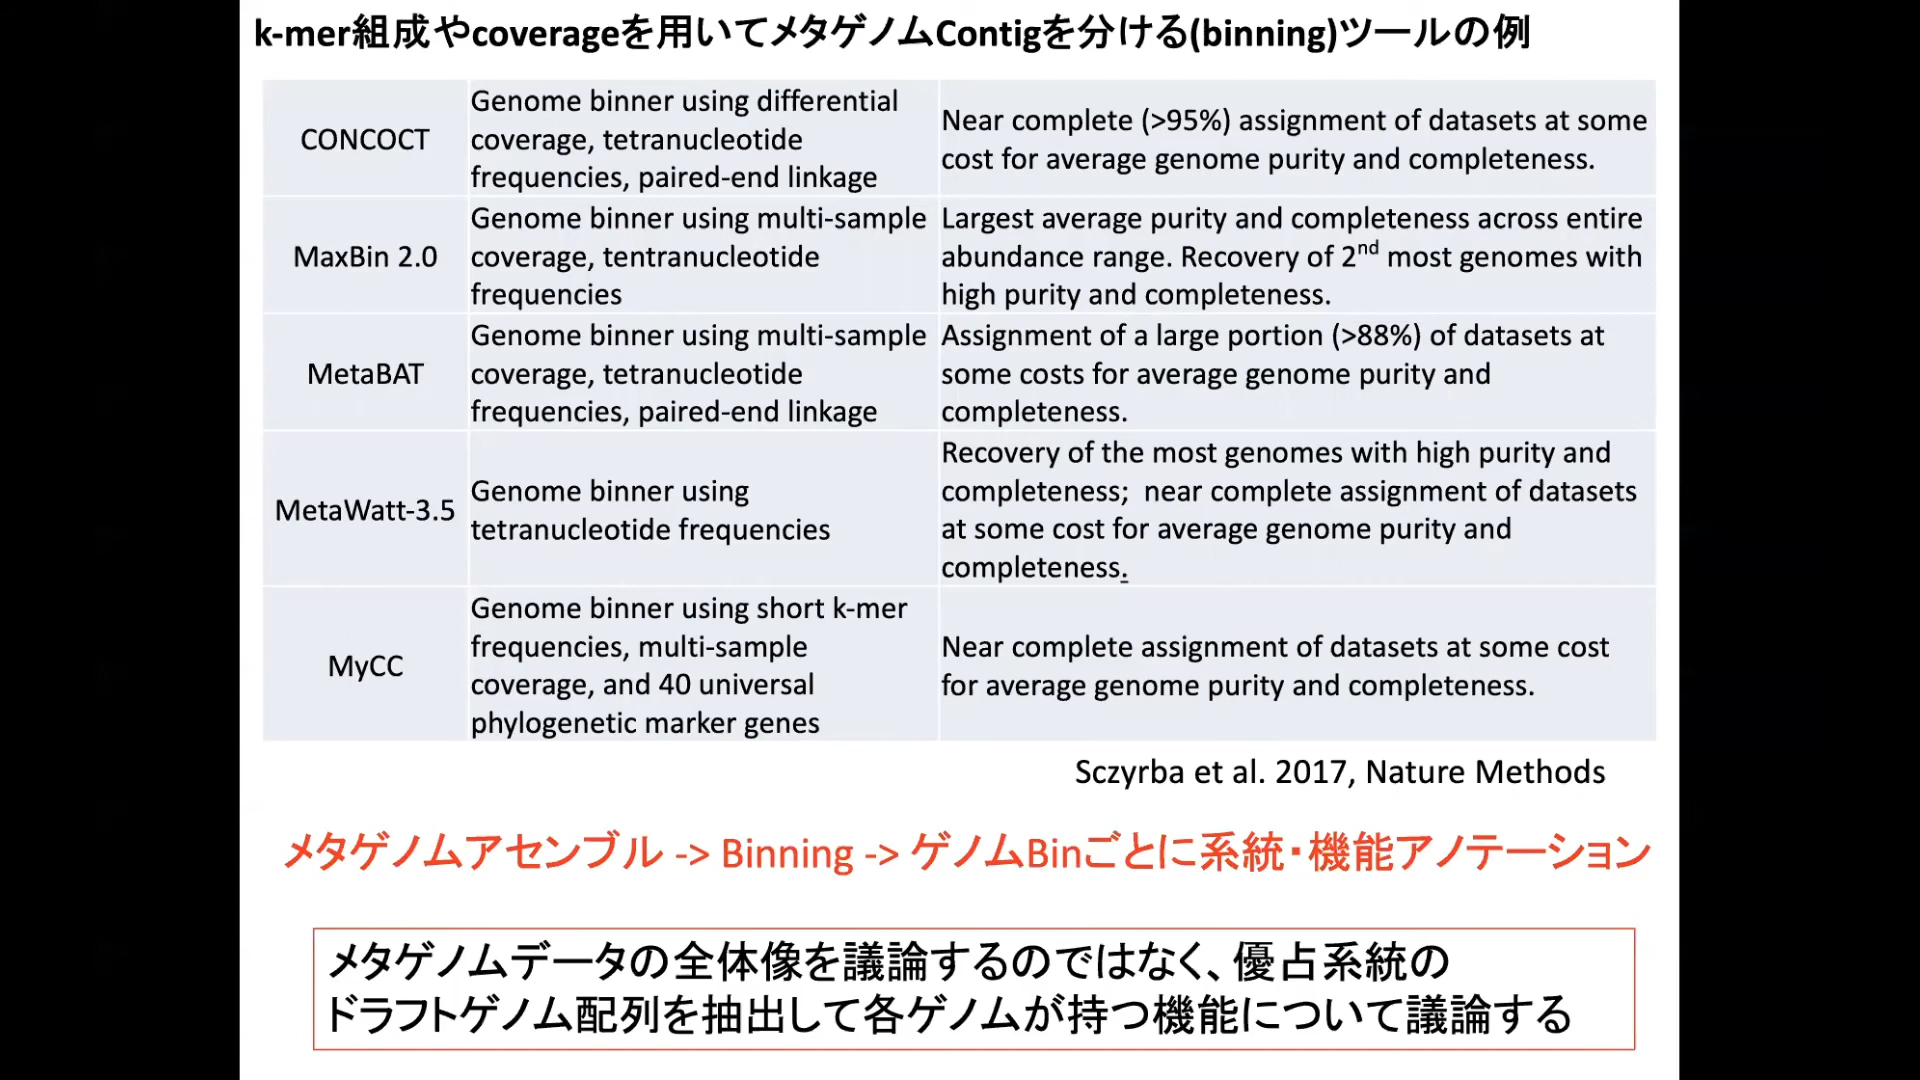 k-mer組成やcoverageを用いてメタゲノムContigを分ける(binning)ツールの例
CONCOCT
Genome binner using differential
coverage, tetranucleotide
frequencies, paired-end linkage
Near complete (>95%) assignment of datasets at some
cost for average genome purity and completeness.
MaxBin 2.0
Genome binner using multi-sample
coverage, tentranucleotide
frequencies
Largest average purity and completeness across entire
abundance range. Recovery of 2nd most genomes with
high purity and completeness.
MetaBAT
Genome binner using multi-sample
coverage, tetranucleotide
frequencies, paired-end linkage
Assignment of a large portion (>88%) of datasets at
some costs for average genome purity and
completeness.
MetaWatt-3.5
Genome binner using
tetranucleotide frequencies
Recovery of the most genomes with high purity and
completeness; near complete assignment of datasets
at some cost for average genome purity and
completeness.
MyCC
Genome binner using short k-mer
frequencies, multi-sample
coverage, and 40 universal
phylogenetic marker genes
Near complete assignment of datasets at some cost
for average genome purity and completeness.
Sczyrba et al. 2017, Nature Methods
メタゲノムアセンブル -> Binning -> ゲノムBinごとに系統・機能アノテーション
メタゲノムデータの全体像を議論するのではなく、優占系統の
ドラフトゲノム配列を抽出して各ゲノムが持つ機能について議論する